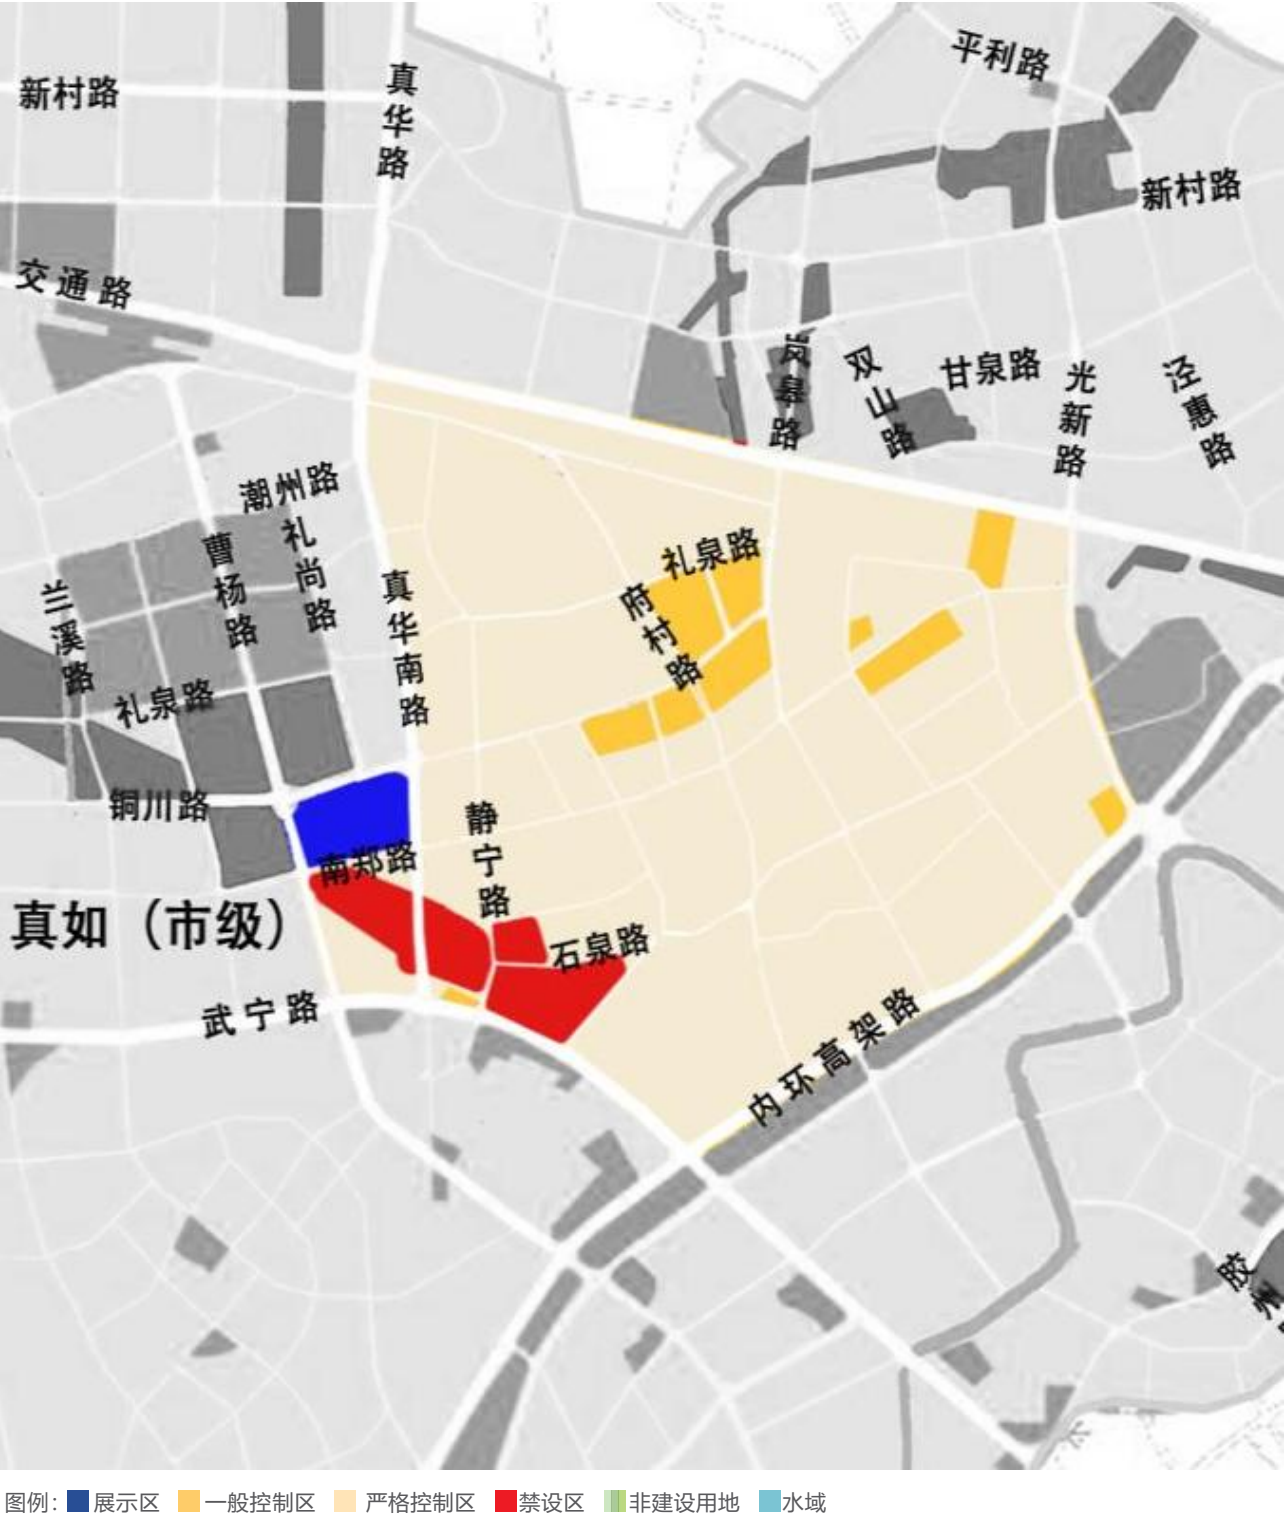 平利路
新村路
真华路
新村路
交通路
岚皋路
双山路
甘泉路
光新路
泾惠路
潮州路
礼尚路
曹杨路
兰溪路
真华南路
礼泉路
府村路
礼泉路
铜川路
静宁路
南郑路
真如（市级）
石泉路
武宁路
内环高架路
胶州
图例：展示区 一般控制区 严格控制区 禁设区 非建设用地 水域